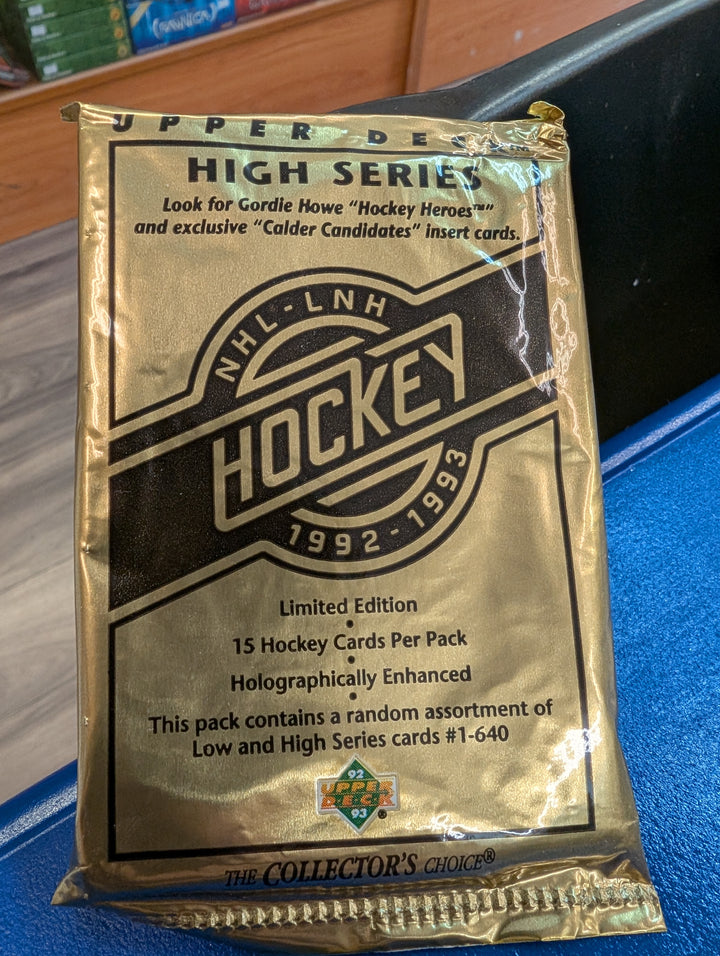 UPPER DECK
HIGH SERIES
Look for Gordie Howe "Hockey Heroes™"
and exclusive "Calder Candidates" insert cards.
NHL-LNH
HOCKEY
1992-1993
Limited Edition
•
15 Hockey Cards Per Pack
•
Holographically Enhanced
•
This pack contains a random assortment of
Low and High Series cards #1-640
92
UPPER
DECK
93 ®
THE COLLECTOR'S CHOICE®